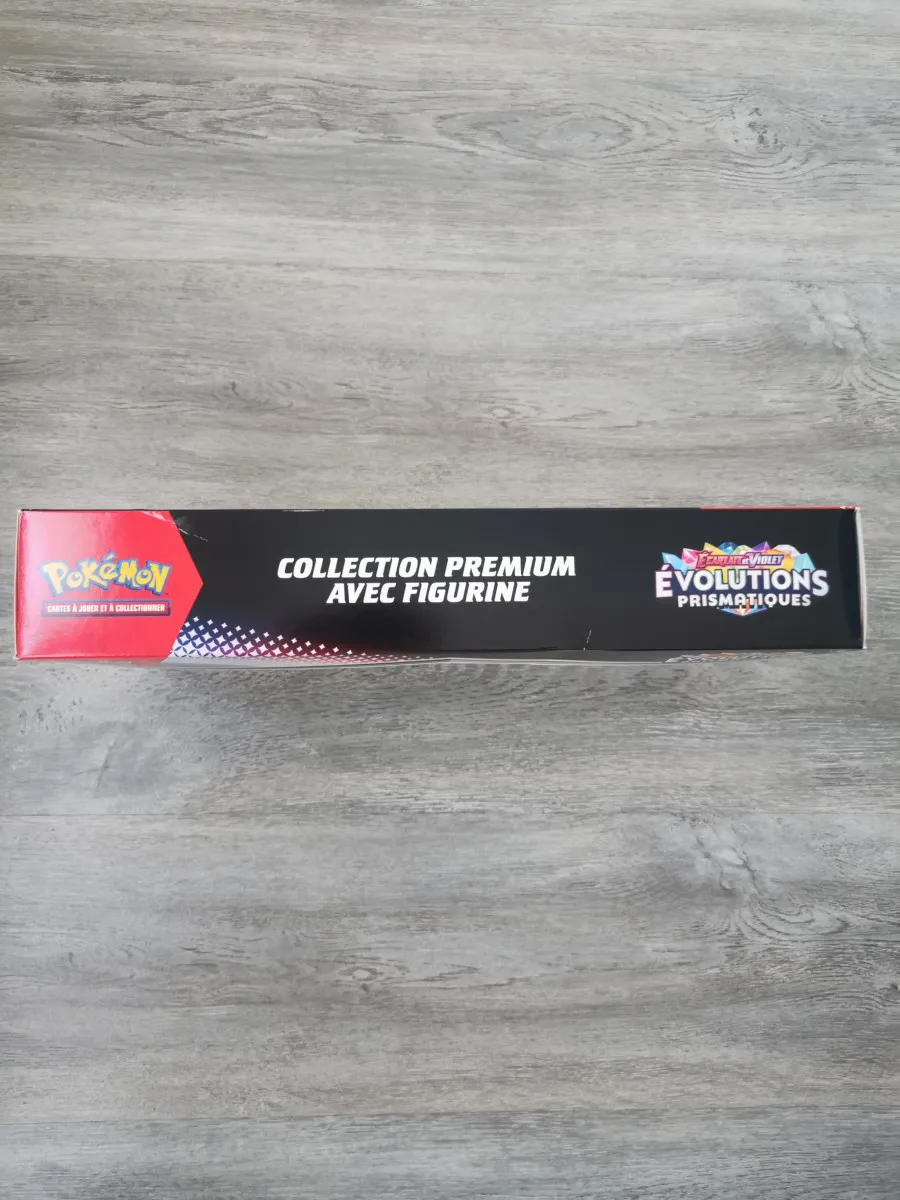 POKéMON
CARTES À JOUER ET À COLLECTIONNER
COLLECTION PREMIUM
AVEC FIGURINE
ÉCARLATE ET VIOLET
ÉVOLUTIONS
PRISMATIQUES